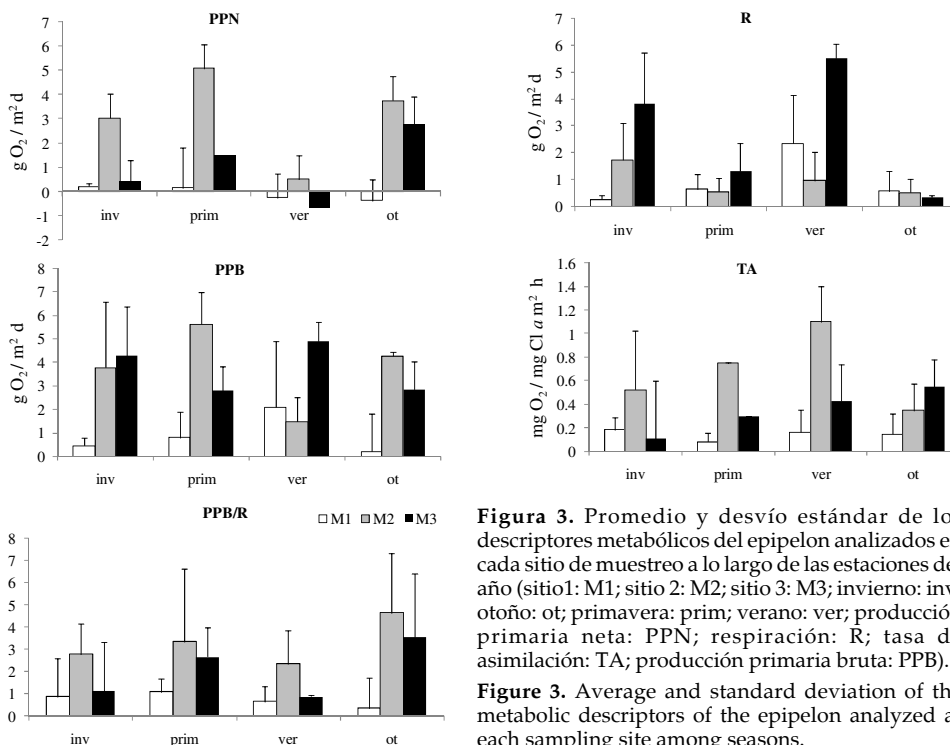 PPN
g O2 / m2 d
7
6
5
4
3
2
1
0
-1
-2
inv prim ver ot
R
g O2 / m2 d
7
6
5
4
3
2
1
0
inv prim ver ot
PPB
g O2 / m2 d
8
7
6
5
4
3
2
1
0
inv prim ver ot
TA
mg O2 / mg Cl a m2 h
1.6
1.4
1.2
1
0.8
0.6
0.4
0.2
0
inv prim ver ot
PPB/R
M1 M2 M3
8
7
6
5
4
3
2
1
0
inv prim ver ot
Figura 3. Promedio y desvío estándar de lo
descriptores metabólicos del epipelon analizados e
cada sitio de muestreo a lo largo de las estaciones de
año (sitio1: M1; sitio 2: M2; sitio 3: M3; invierno: inv
otoño: ot; primavera: prim; verano: ver; producció
primaria neta: PPN; respiración: R; tasa d
asimilación: TA; producción primaria bruta: PPB).
Figure 3. Average and standard deviation of th
metabolic descriptors of the epipelon analyzed a
each sampling site among seasons.